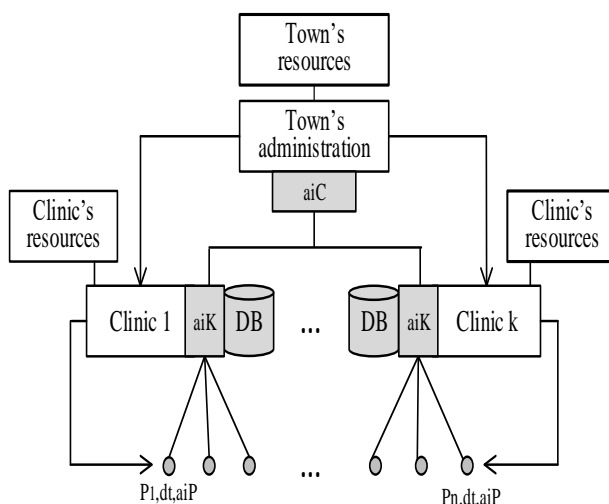 Town's
resources
Town's
administration
aiC
Clinic's
resources
Clinic's
resources
Clinic 1
aiK
DB
...
DB
aiK
Clinic k
...
P1,dt,aiP
Pn,dt,aiP